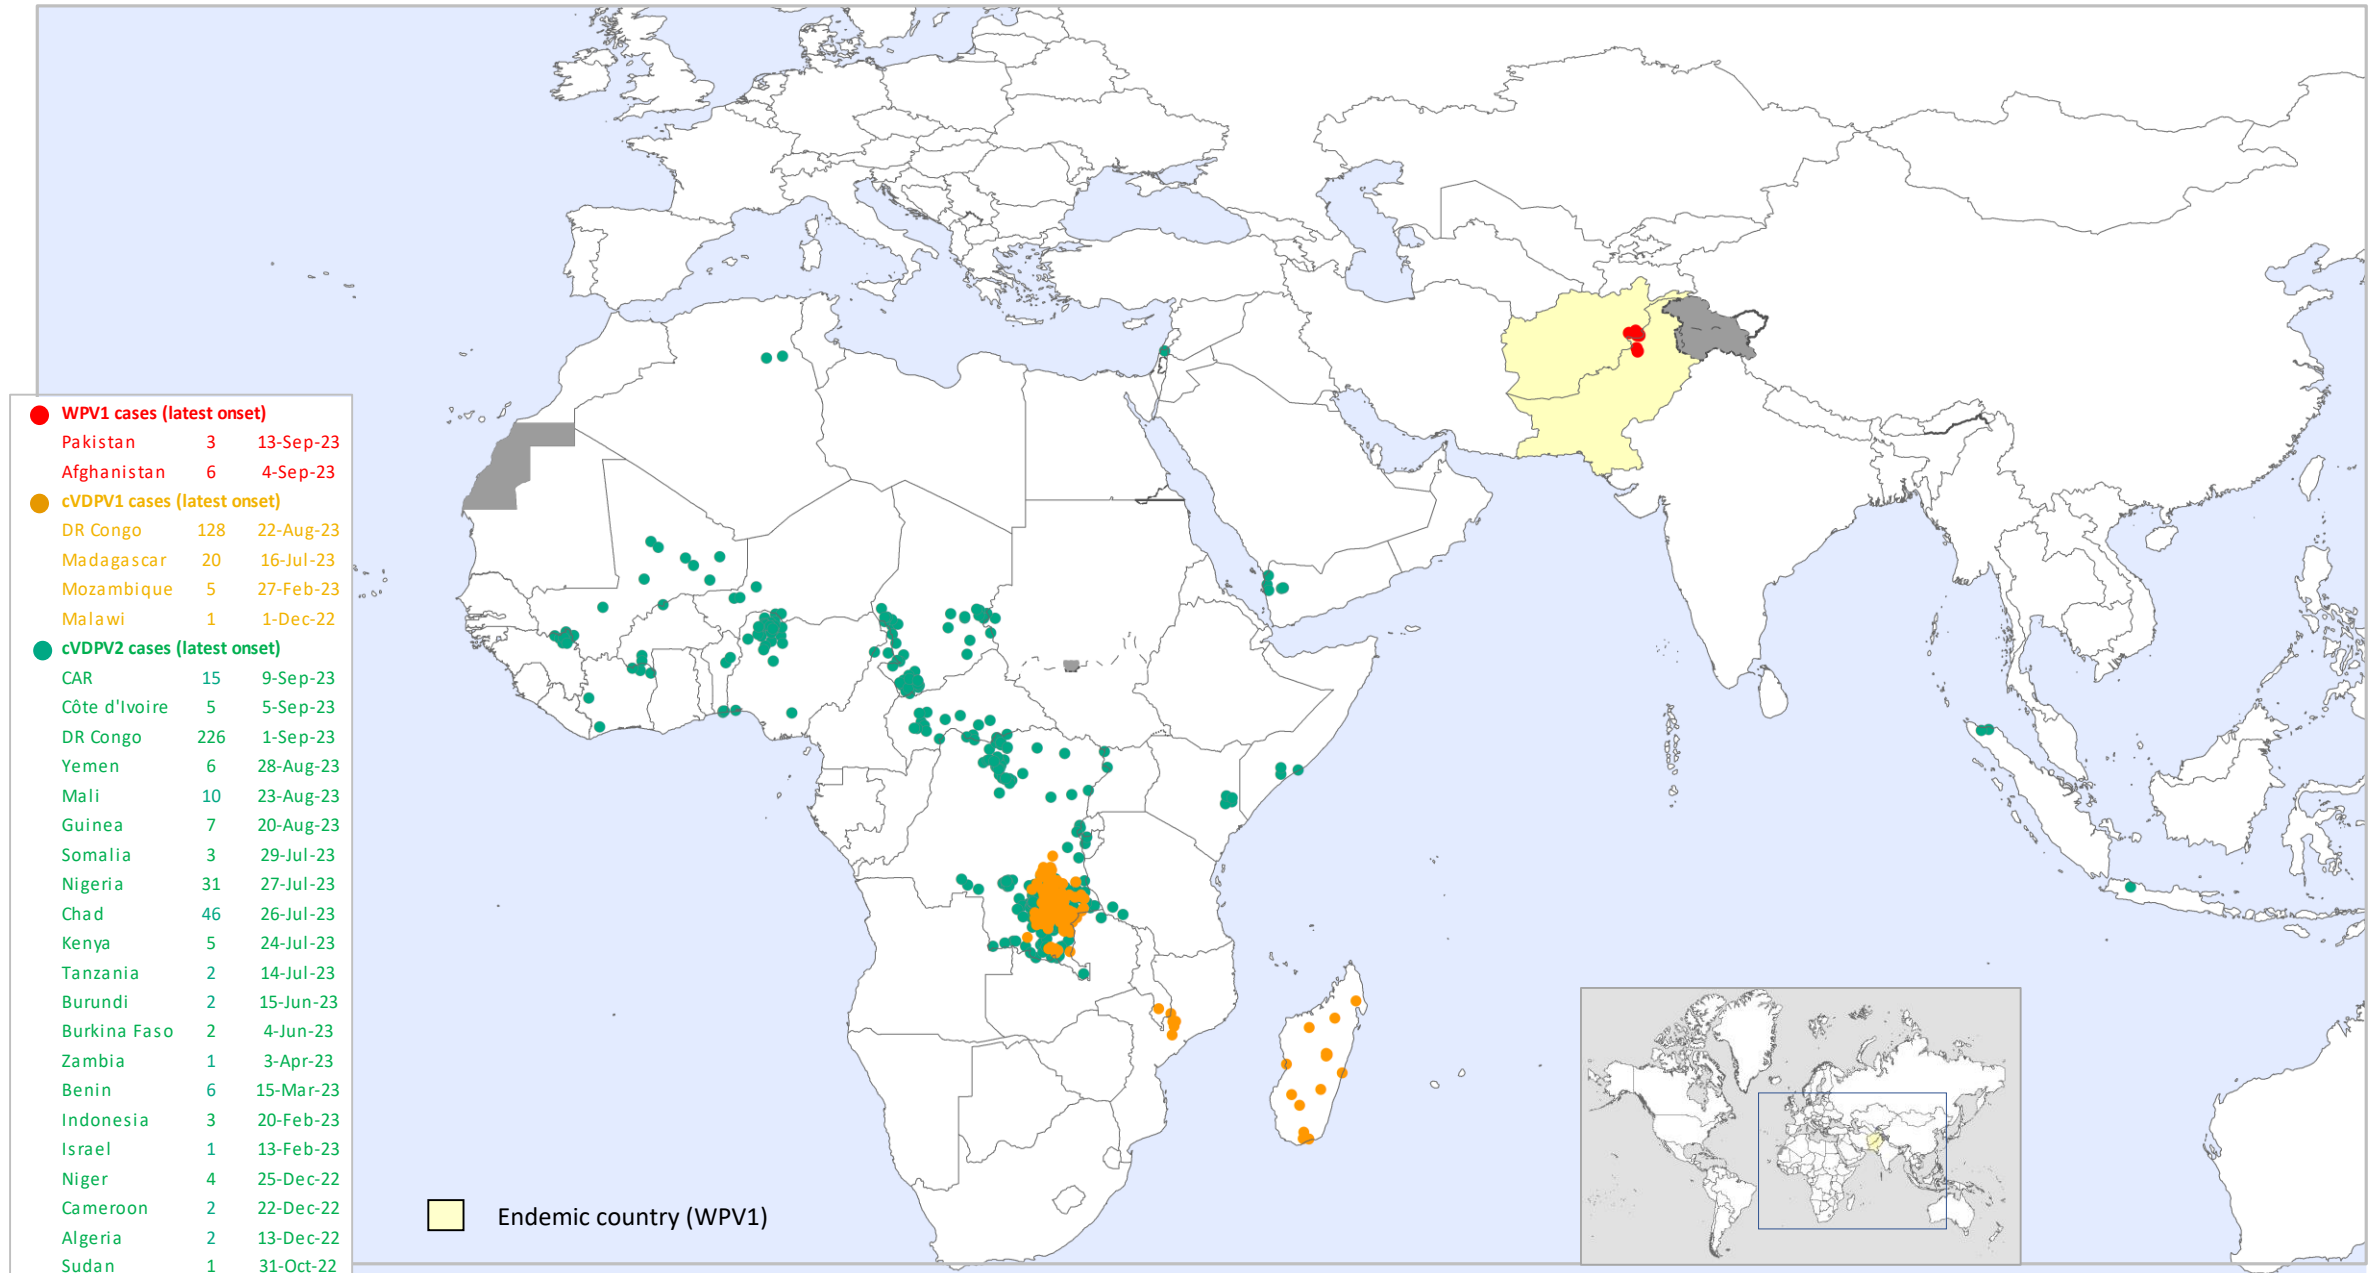 WPV1 cases (latest onset)
Pakistan 3 13-Sep-23
Afghanistan 6 4-Sep-23
cVDPV1 cases (latest onset)
DR Congo 128 22-Aug-23
Madagascar 20 16-Jul-23
Mozambique 5 27-Feb-23
Malawi 1 1-Dec-22
cVDPV2 cases (latest onset)
CAR 15 9-Sep-23
Côte d'Ivoire 5 5-Sep-23
DR Congo 226 1-Sep-23
Yemen 6 28-Aug-23
Mali 10 23-Aug-23
Guinea 7 20-Aug-23
Somalia 3 29-Jul-23
Nigeria 31 27-Jul-23
Chad 46 26-Jul-23
Kenya 5 24-Jul-23
Tanzania 2 14-Jul-23
Burundi 2 15-Jun-23
Burkina Faso 2 4-Jun-23
Zambia 1 3-Apr-23
Benin 6 15-Mar-23
Indonesia 3 20-Feb-23
Israel 1 13-Feb-23
Niger 4 25-Dec-22
Cameroon 2 22-Dec-22
Algeria 2 13-Dec-22
Sudan 1 31-Oct-22
Endemic country (WPV1)